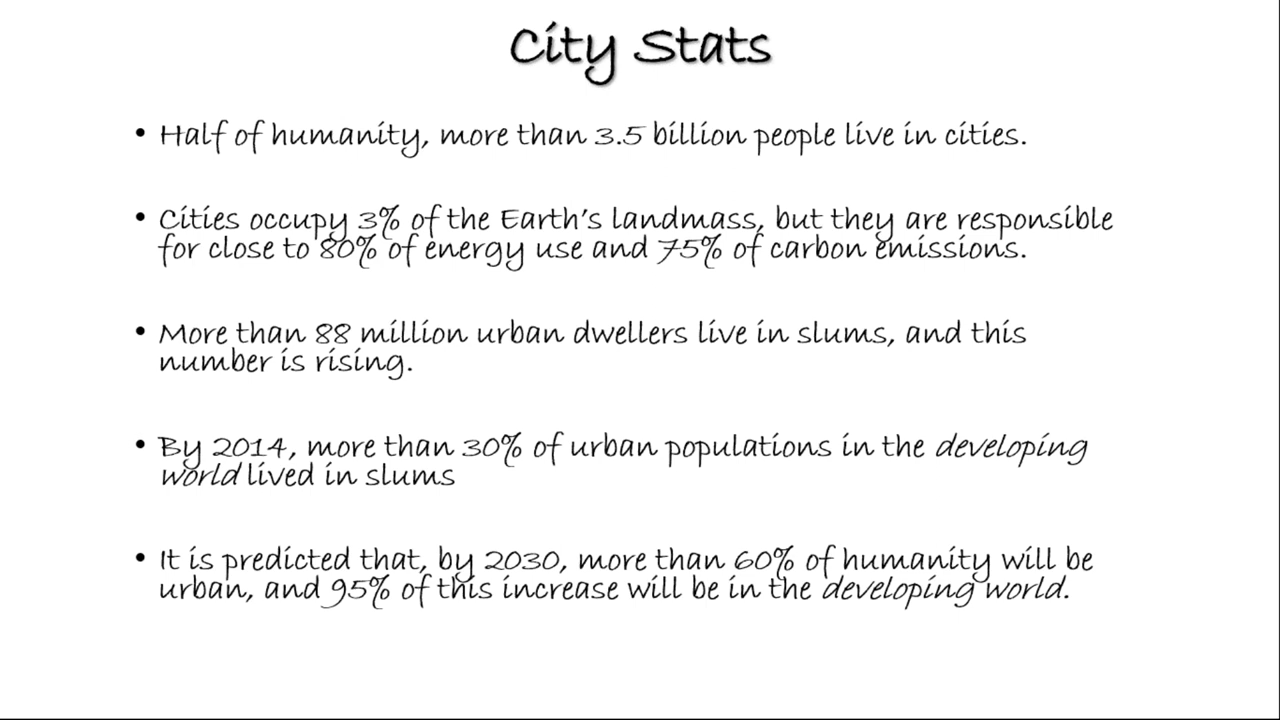 City Stats
• Half of humanity, more than 3.5 billion people live in cities.
• Cities occupy 3% of the Earth's landmass, but they are responsible
for close to 80% of energy use and 75% of carbon emissions.
• More than 88 million urban dwellers live in slums, and this
number is rising.
• By 2014, more than 30% of urban populations in the developing
world lived in slums
• It is predicted that, by 2030, more than 60% of humanity will be
urban, and 95% of this increase will be in the developing world.